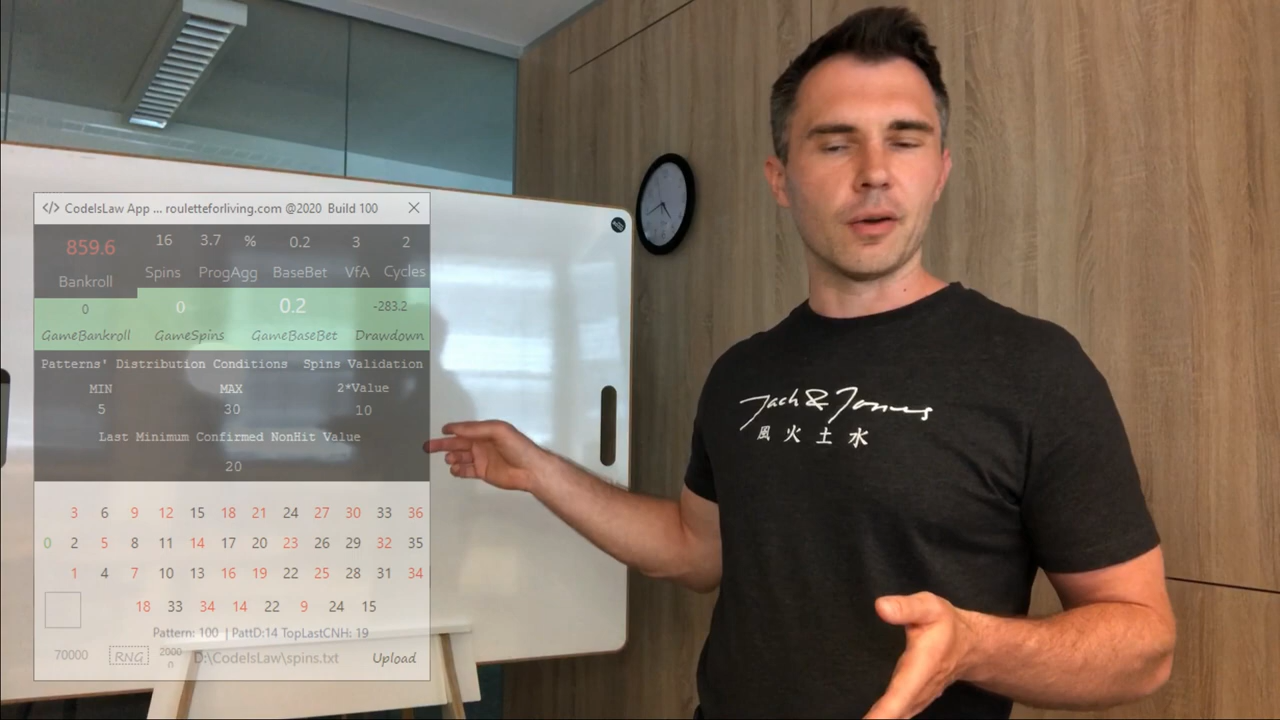 </> CodeIsLaw App ... rouletteforliving.com @2020 Build 100
859.6 16 3.7 % 0.2 3 2
Bankroll Spins ProgAgg BaseBet VfA Cycles
0 0 0.2 -283.2
GameBankroll GameSpins GameBaseBet Drawdown
Patterns' Distribution Conditions Spins Validation
MIN MAX 2*Value
5 30 10
Last Minimum Confirmed NonHit Value
20
3 6 9 12 15 18 21 24 27 30 33 36
0 2 5 8 11 14 17 20 23 26 29 32 35
1 4 7 10 13 16 19 22 25 28 31 34
18 33 34 14 22 9 24 15
Pattern: 100 | PattD:14 TopLastCNH: 19
70000 RNG 2000 D:\CodeIsLaw\spins.txt Upload
0
Jack & Jones
風火土水